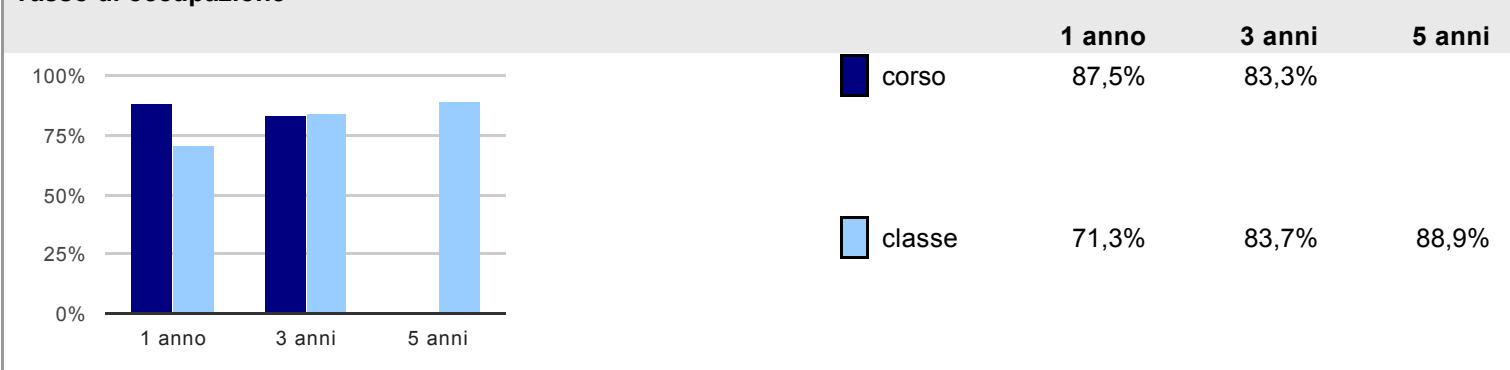 1 anno 3 anni 5 anni
100%
75%
50%
25%
0%
1 anno 3 anni 5 anni
corso 87,5% 83,3%
classe 71,3% 83,7% 88,9%